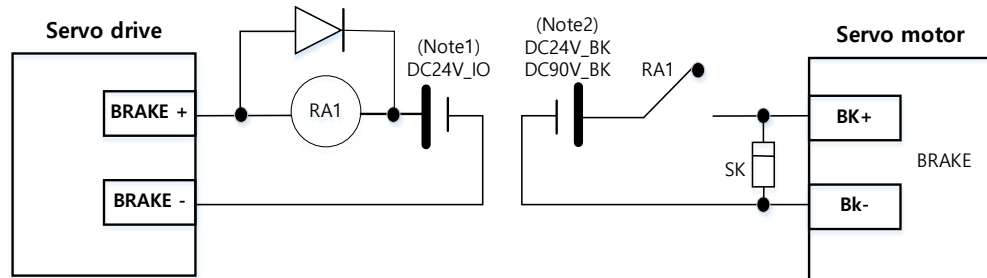 Servo drive
(Note1)
DC24V_IO
(Note2)
DC24V_BK
DC90V_BK
RA1
Servo motor
BRAKE +
RA1
BK+
SK
BRAKE
BRAKE -
Bk-